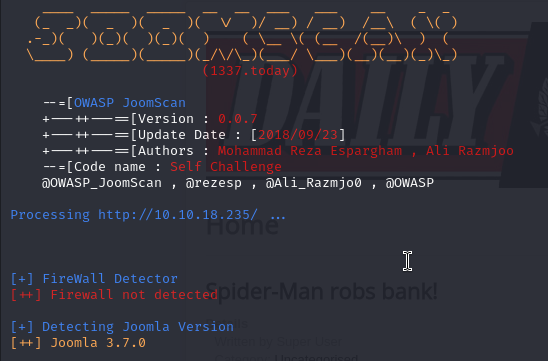 (1337.today)
--=[OWASP JoomScan
+---++---==[Version : 0.0.7
+---++---==[Update Date : [2018/09/23]
+---++---==[Authors : Mohammad Reza Espargham , Ali Razmjoo
--=[Code name : Self Challenge
@OWASP_JoomScan , @rezesp , @Ali_Razmjo0 , @OWASP
Processing http://10.10.18.235/ ...
DAILY
Home
[+] FireWall Detector
[++] Firewall not detected
Spider-Man robs bank!
[+] Detecting Joomla Version
[++] Joomla 3.7.0